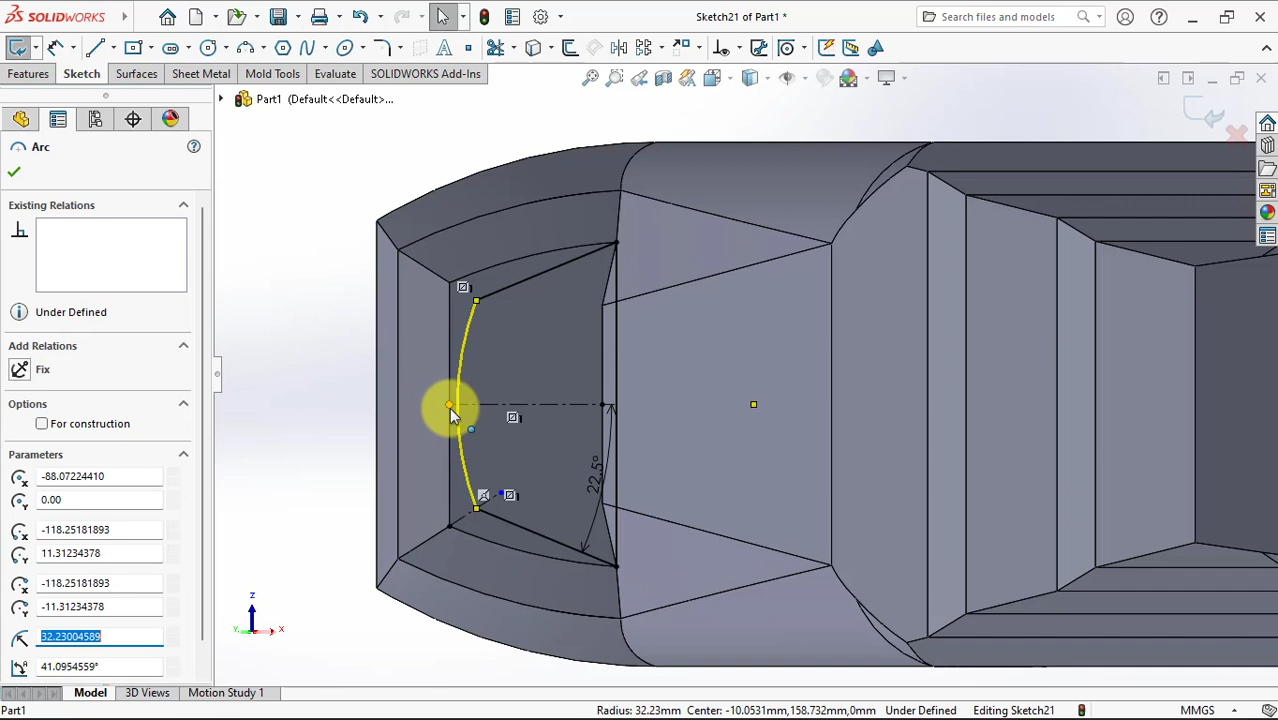 SOLIDWORKS
Sketch21 of Part1 *
Search files and models
Features
Sketch
Surfaces
Sheet Metal
Mold Tools
Evaluate
SOLIDWORKS Add-Ins
Part1 (Default<<Default>...
Arc
Existing Relations
Under Defined
Add Relations
Fix
Options
For construction
Parameters
-88.07224410
0.00
-118.25181893
11.31234378
-118.25181893
-11.31234378
32.23004589
41.0954559°
22.5°
Z
Y
X
Model
3D Views
Motion Study 1
Part1
Radius: 32.23mm Center: -10.0531mm,158.732mm,0mm
Under Defined
Editing Sketch21
MMGS